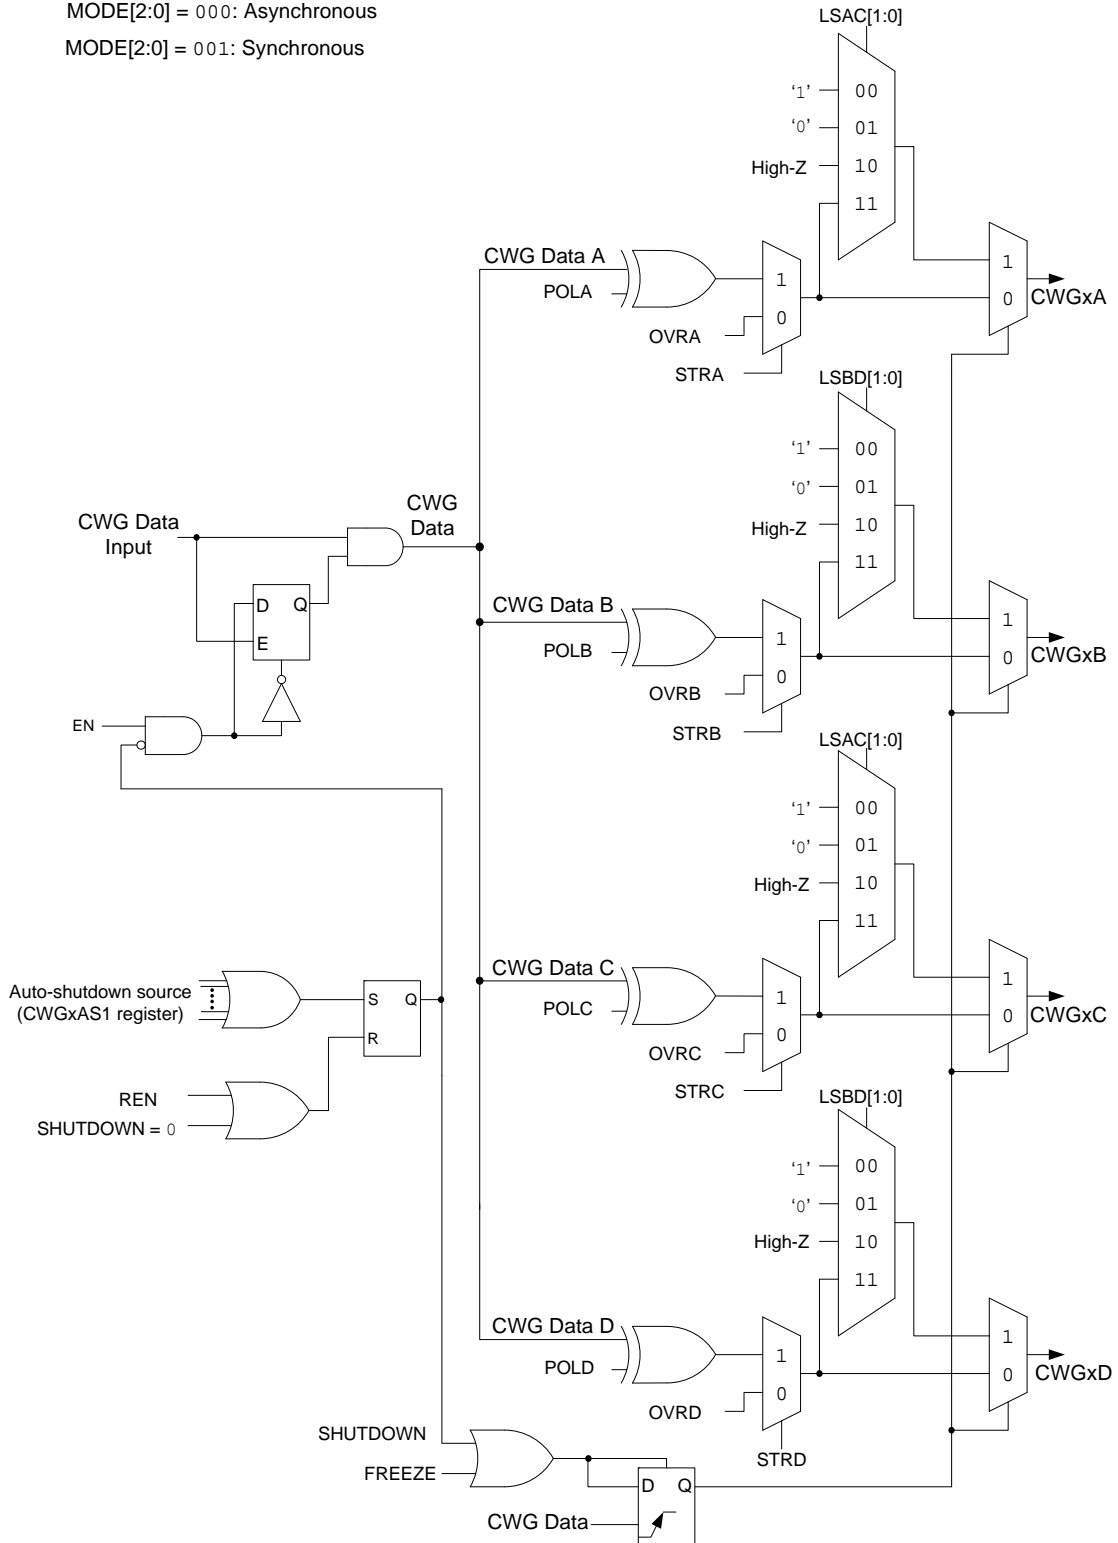 MODE[2:0] = 000: Asynchronous
MODE[2:0] = 001: Synchronous
LSAC[1:0]
‘1’ 00
‘0’ 01
High-Z 10
11
CWG Data A
POLA
OVRA
STRA
1
0
1
0
CWGxA
LSBD[1:0]
‘1’ 00
‘0’ 01
High-Z 10
11
CWG Data
Input
CWG
Data
D Q
E
EN
CWG Data B
POLB
OVRB
STRB
1
0
1
0
CWGxB
LSAC[1:0]
‘1’ 00
‘0’ 01
High-Z 10
11
CWG Data C
POLC
OVRC
STRC
1
0
1
0
CWGxC
Auto-shutdown source
(CWGxAS1 register)
S Q
R
REN
SHUTDOWN = 0
LSBD[1:0]
‘1’ 00
‘0’ 01
High-Z 10
11
CWG Data D
POLD
OVRD
STRD
1
0
1
0
CWGxD
SHUTDOWN
FREEZE
D Q
CWG Data